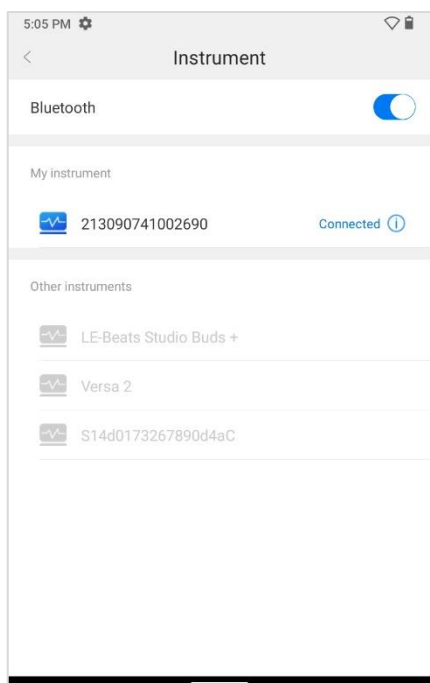 5:05 PM
Instrument
Bluetooth
My instrument
213090741002690 Connected
Other instruments
LE-Beats Studio Buds +
Versa 2
S14d0173267890d4aC